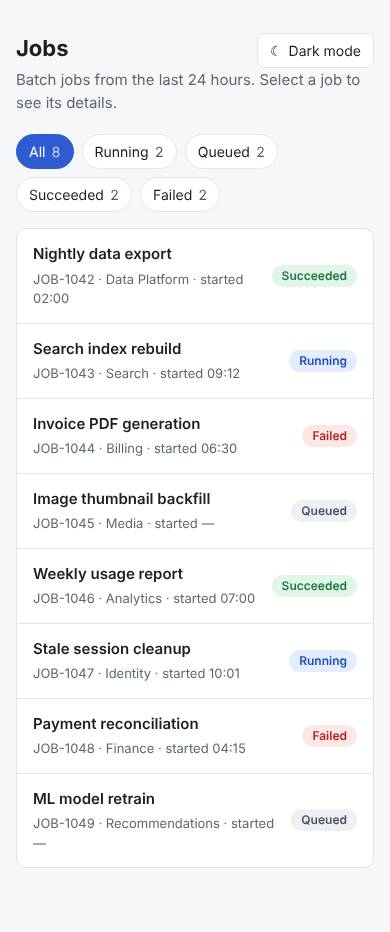 Jobs
☾ Dark mode
Batch jobs from the last 24 hours. Select a job to
see its details.
All 8
Running 2
Queued 2
Succeeded 2
Failed 2
Nightly data export
JOB-1042 · Data Platform · started
02:00
Succeeded
Search index rebuild
JOB-1043 · Search · started 09:12
Running
Invoice PDF generation
JOB-1044 · Billing · started 06:30
Failed
Image thumbnail backfill
JOB-1045 · Media · started —
Queued
Weekly usage report
JOB-1046 · Analytics · started 07:00
Succeeded
Stale session cleanup
JOB-1047 · Identity · started 10:01
Running
Payment reconciliation
JOB-1048 · Finance · started 04:15
Failed
ML model retrain
JOB-1049 · Recommendations · started
—
Queued